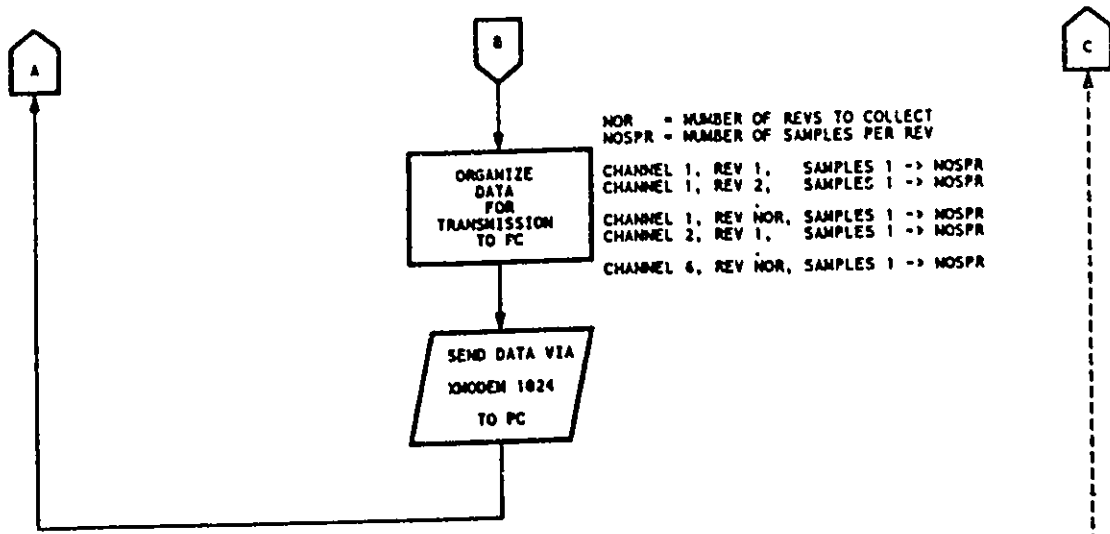 A
B
C
NOR = NUMBER OF REVS TO COLLECT
NOSPR = NUMBER OF SAMPLES PER REV
ORGANIZE
DATA
FOR
TRANSMISSION
TO PC
CHANNEL 1, REV 1, SAMPLES 1 -> NOSPR
CHANNEL 1, REV 2, SAMPLES 1 -> NOSPR
.
CHANNEL 1, REV NOR, SAMPLES 1 -> NOSPR
CHANNEL 2, REV 1, SAMPLES 1 -> NOSPR
.
CHANNEL 6, REV NOR, SAMPLES 1 -> NOSPR
SEND DATA VIA
XMODEM 1024
TO PC